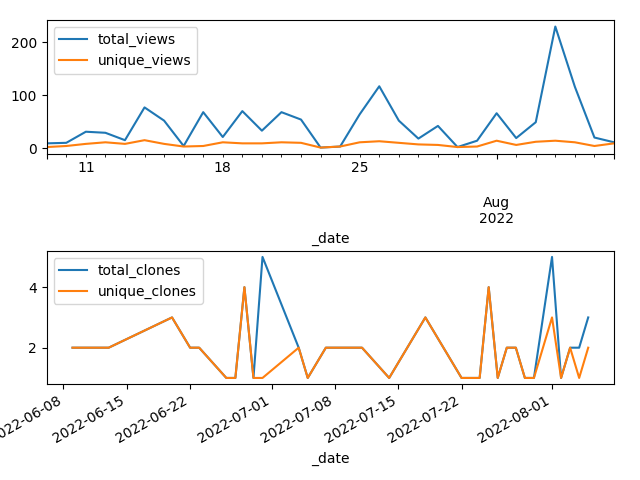 200
100
0
total_views
unique_views
11
18
25
Aug
2022
_date
4
2
total_clones
unique_clones
2022-06-15
2022-06-22
2022-07-01
2022-07-08
2022-07-15
2022-07-22
2022-08-01
_date